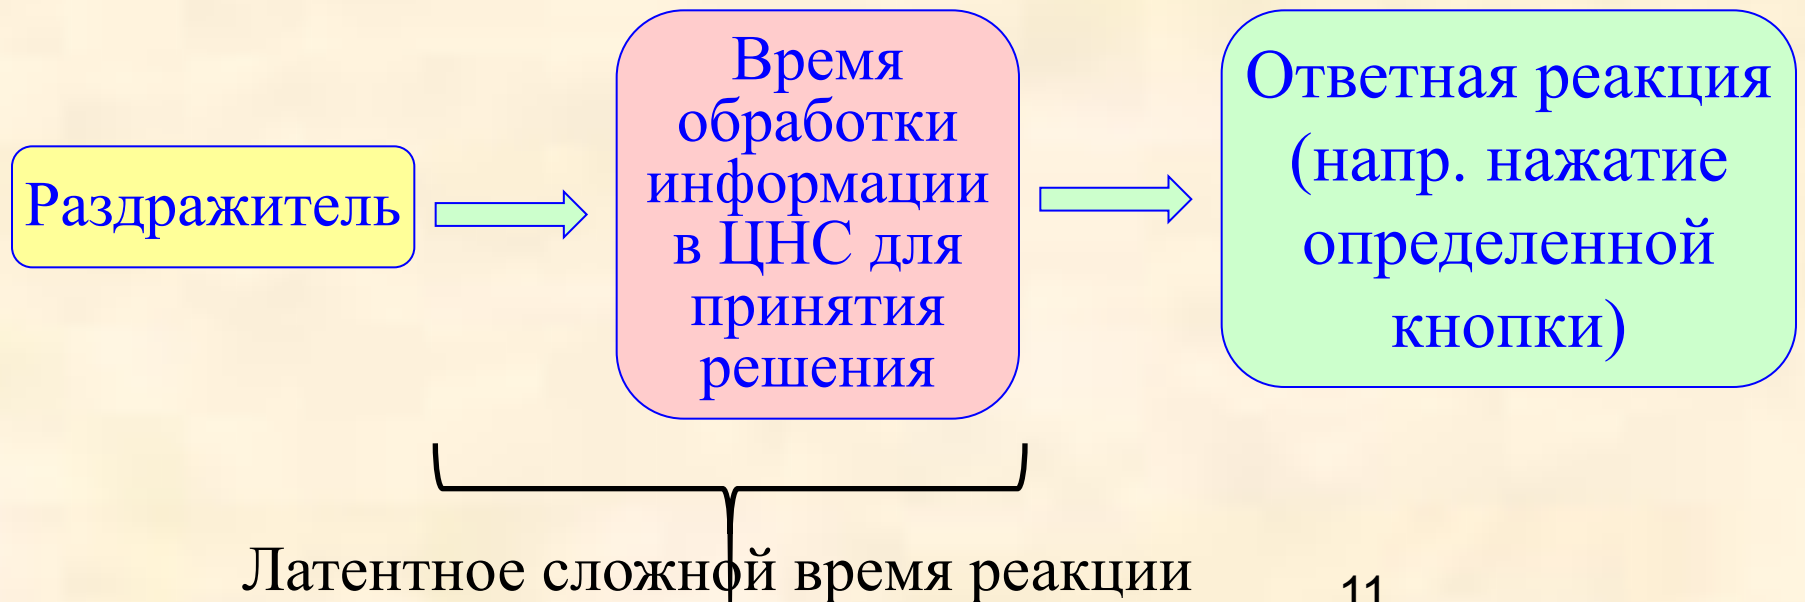 Раздражитель
Время
обработки
информации
в ЦНС для
принятия
решения
Ответная реакция
(напр. нажатие
определенной
кнопки)
Латентное сложной время реакции
11